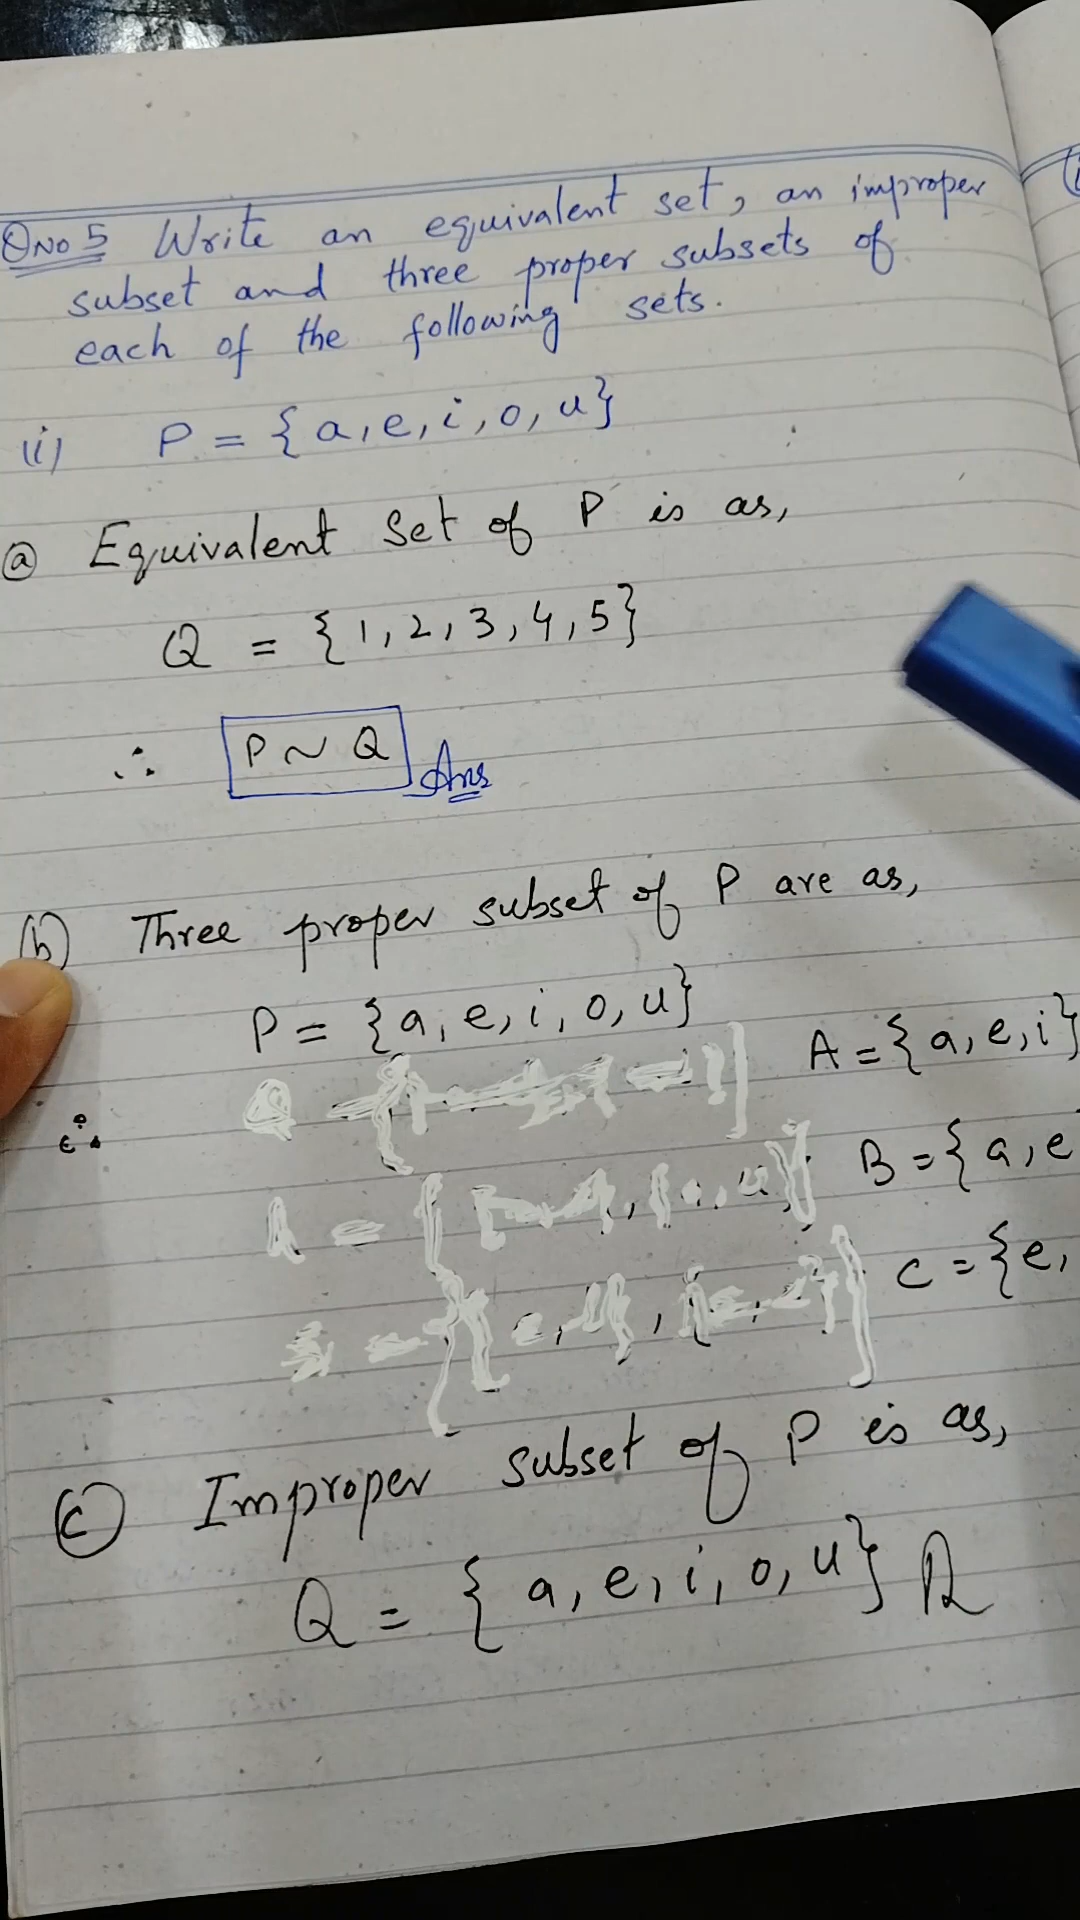 QNO 5 Write an equivalent set, an improper
subset and three proper subsets of
each of the following sets.
(i) P = {a,e,i,o,u}
(a) Equivalent Set of P is as,
Q = {1,2,3,4,5}
∴ P ~ Q Ans
(b) Three proper subset of P are as,
P = {a,e,i,o,u}
A = {a,e,i}
B = {a,e
C = {e,
(c) Improper subset of P is as,
Q = {a,e,i,o,u}